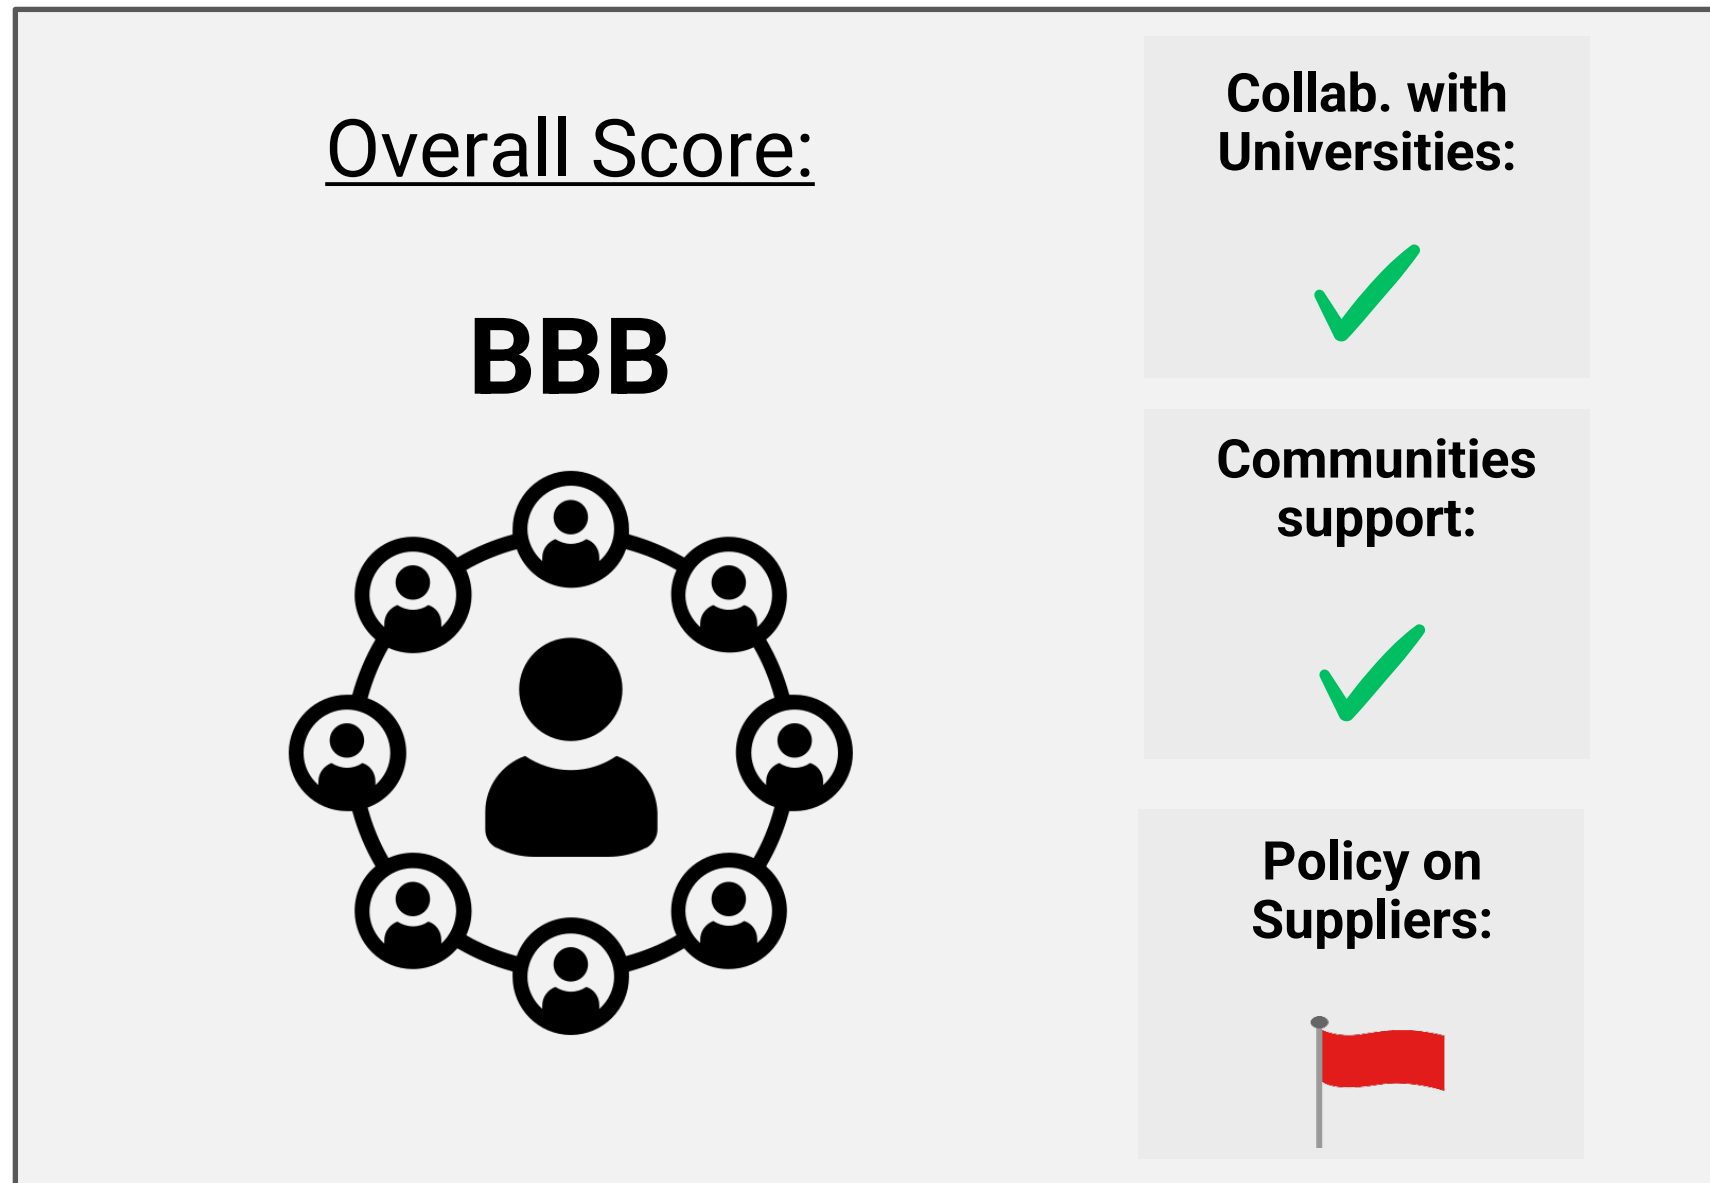 Overall Score:
BBB
Collab. with
Universities:
Communities
support:
Policy on
Suppliers: